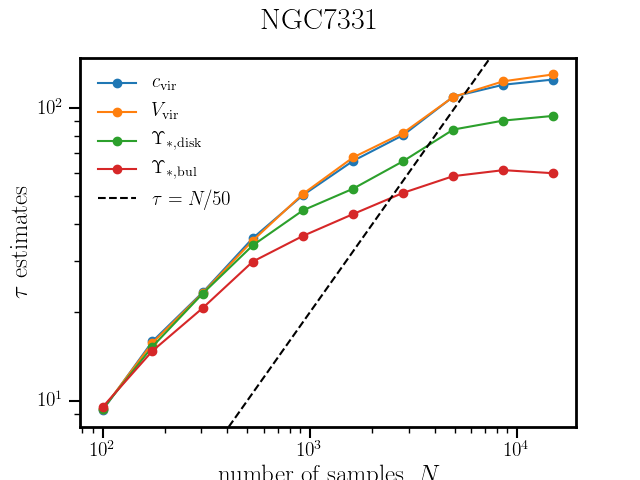 NGC7331
c_vir
V_vir
Υ_*,disk
Υ_*,bul
τ = N/50
τ estimates
10^2
10^1
10^2
10^3
10^4
number of samples, N